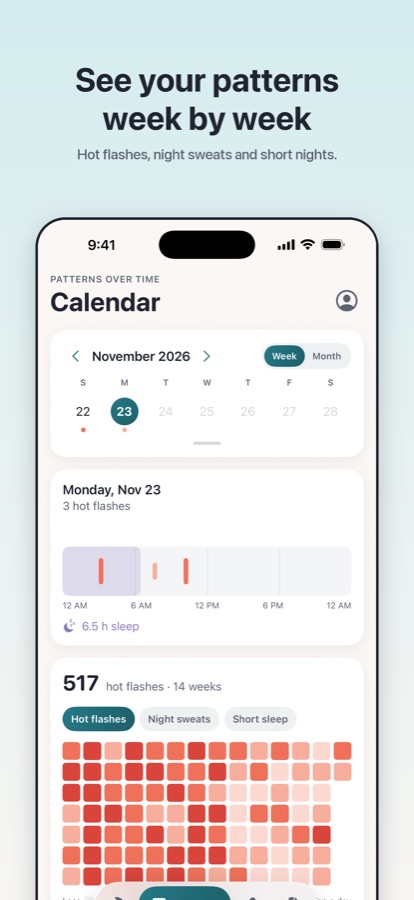 See your patterns
week by week
Hot flashes, night sweats and short nights.
9:41
PATTERNS OVER TIME
Calendar
November 2026
Week Month
S M T W T F S
22 23 24 25 26 27 28
Monday, Nov 23
3 hot flashes
12 AM 6 AM 12 PM 6 PM 12 AM
6.5 h sleep
517 hot flashes · 14 weeks
Hot flashes Night sweats Short sleep